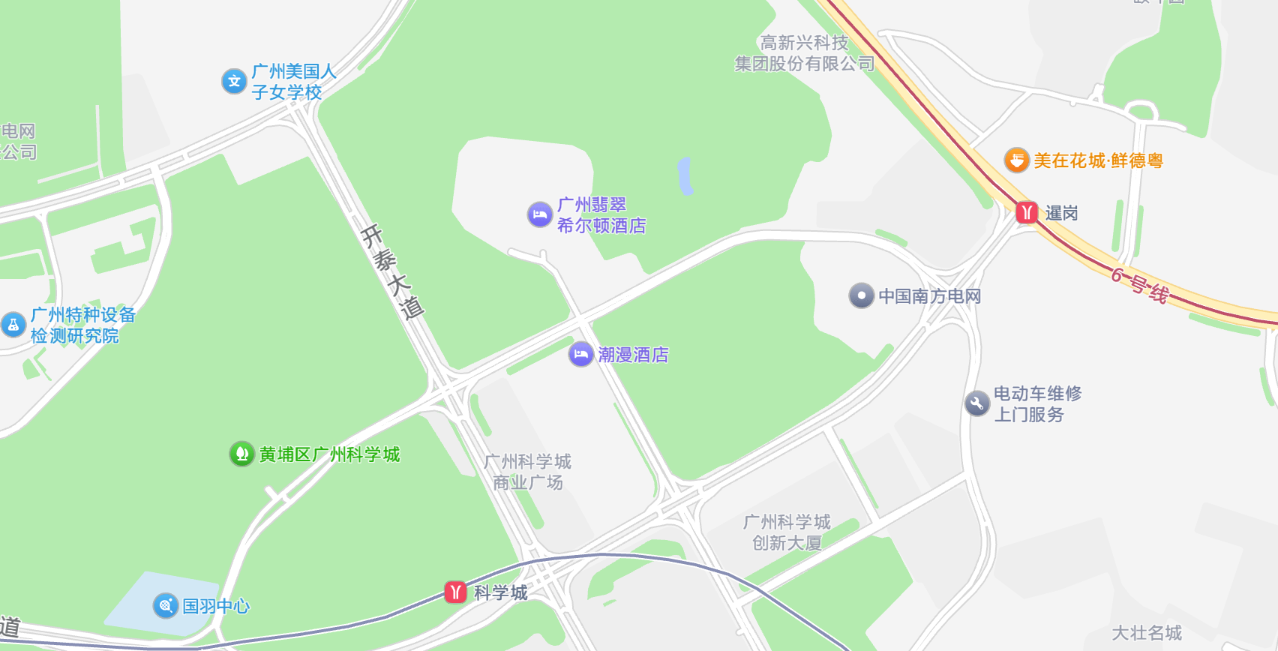 高新兴科技
集团股份有限公司
广州美国人
子女学校
电网
公司
美在花城·鲜德粤
广州翡翠
希尔顿酒店
暹岗
开泰大道
6号线
中国南方电网
广州特种设备
检测研究院
潮漫酒店
电动车维修
上门服务
黄埔区广州科学城
广州科学城
商业广场
广州科学城
创新大厦
科学城
国羽中心
道
大壮名城